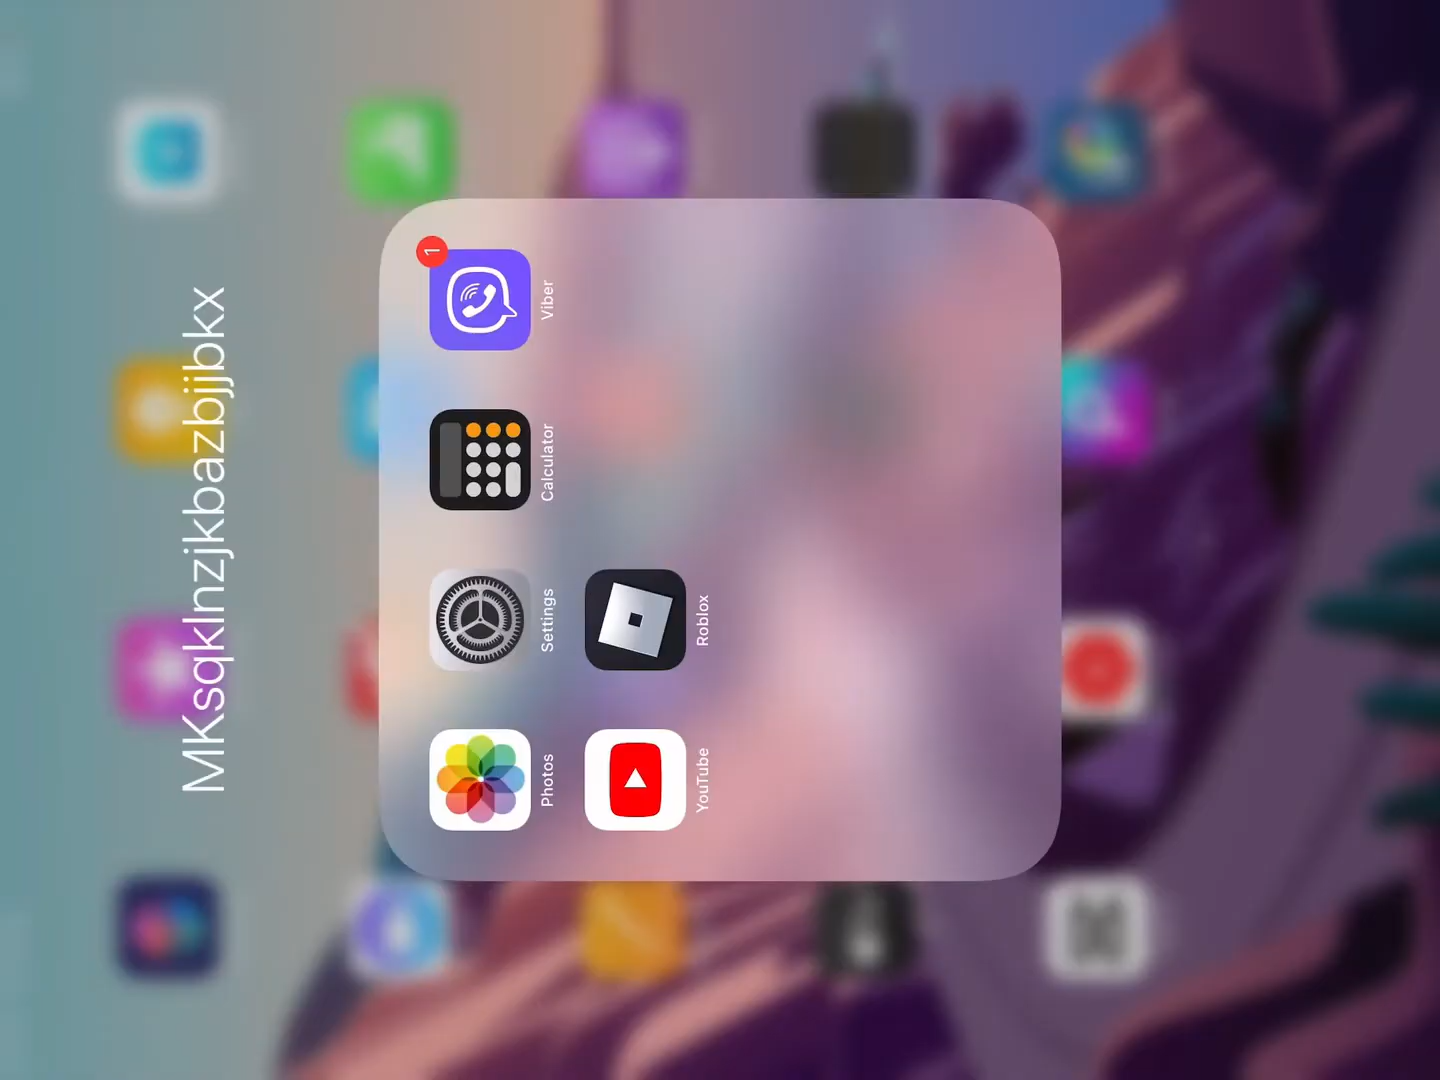 MKsqklnzjkbazbjjbkx
Photos
Settings
Calculator
1
Viber
YouTube
Roblox